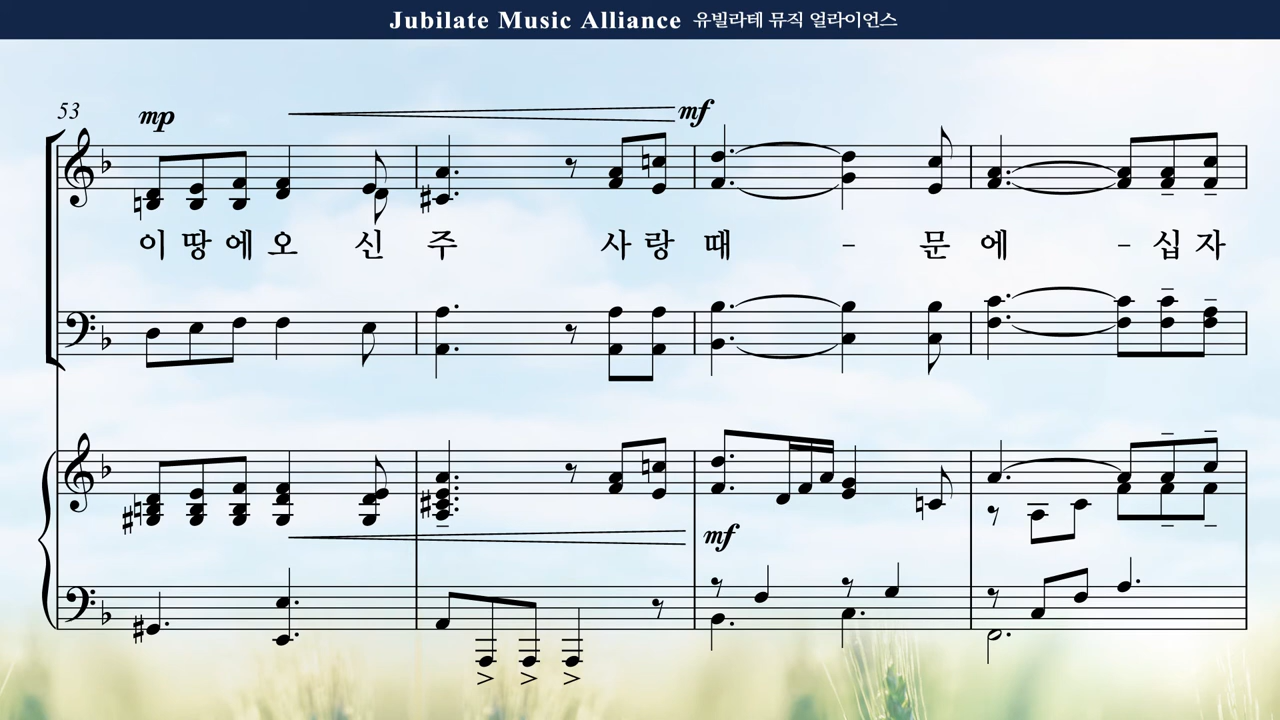 Jubilate Music Alliance 유빌라테 뮤직 얼라이언스
53
mp
mf
이 땅 에 오 신 주 사 랑 때 - 문 에 - 십 자
mf